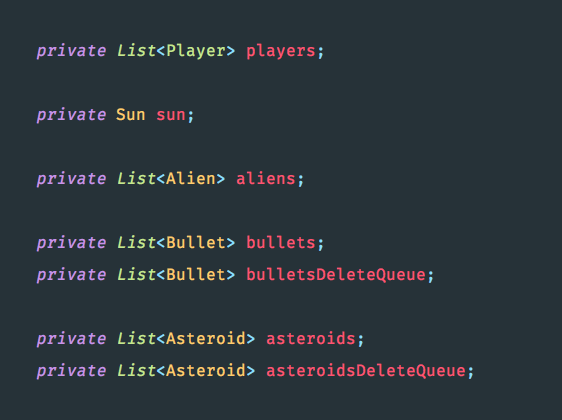 private List<Player> players;
private Sun sun;
private List<Alien> aliens;
private List<Bullet> bullets;
private List<Bullet> bulletsDeleteQueue;
private List<Asteroid> asteroids;
private List<Asteroid> asteroidsDeleteQueue;